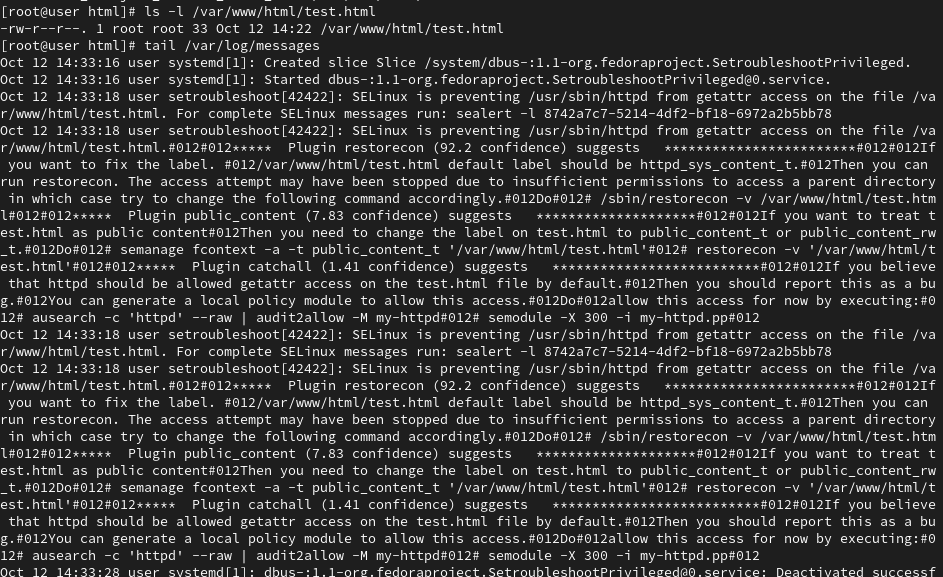 [root@user html]# ls -l /var/www/html/test.html
-rw-r--r--. 1 root root 33 Oct 12 14:22 /var/www/html/test.html
[root@user html]# tail /var/log/messages
Oct 12 14:33:16 user systemd[1]: Created slice Slice /system/dbus-:1.1-org.fedoraproject.SetroubleshootPrivileged.
Oct 12 14:33:16 user systemd[1]: Started dbus-:1.1-org.fedoraproject.SetroubleshootPrivileged@0.service.
Oct 12 14:33:18 user setroubleshoot[42422]: SELinux is preventing /usr/sbin/httpd from getattr access on the file /va
r/www/html/test.html. For complete SELinux messages run: sealert -l 8742a7c7-5214-4df2-bf18-6972a2b5bb78
Oct 12 14:33:18 user setroubleshoot[42422]: SELinux is preventing /usr/sbin/httpd from getattr access on the file /va
r/www/html/test.html.#012#012*****  Plugin restorecon (92.2 confidence) suggests   ************************#012#012If
you want to fix the label. #012/var/www/html/test.html default label should be httpd_sys_content_t.#012Then you can
run restorecon. The access attempt may have been stopped due to insufficient permissions to access a parent directory
 in which case try to change the following command accordingly.#012Do#012# /sbin/restorecon -v /var/www/html/test.htm
l#012#012*****  Plugin public_content (7.83 confidence) suggests   ********************#012#012If you want to treat t
est.html as public content#012Then you need to change the label on test.html to public_content_t or public_content_rw
_t.#012Do#012# semanage fcontext -a -t public_content_t '/var/www/html/test.html'#012# restorecon -v '/var/www/html/t
est.html'#012#012*****  Plugin catchall (1.41 confidence) suggests   **************************#012#012If you believe
 that httpd should be allowed getattr access on the test.html file by default.#012Then you should report this as a bu
g.#012You can generate a local policy module to allow this access.#012Do#012allow this access for now by executing:#0
12# ausearch -c 'httpd' --raw | audit2allow -M my-httpd#012# semodule -X 300 -i my-httpd.pp#012
Oct 12 14:33:18 user setroubleshoot[42422]: SELinux is preventing /usr/sbin/httpd from getattr access on the file /va
r/www/html/test.html. For complete SELinux messages run: sealert -l 8742a7c7-5214-4df2-bf18-6972a2b5bb78
Oct 12 14:33:18 user setroubleshoot[42422]: SELinux is preventing /usr/sbin/httpd from getattr access on the file /va
r/www/html/test.html.#012#012*****  Plugin restorecon (92.2 confidence) suggests   ************************#012#012If
you want to fix the label. #012/var/www/html/test.html default label should be httpd_sys_content_t.#012Then you can
run restorecon. The access attempt may have been stopped due to insufficient permissions to access a parent directory
 in which case try to change the following command accordingly.#012Do#012# /sbin/restorecon -v /var/www/html/test.htm
l#012#012*****  Plugin public_content (7.83 confidence) suggests   ********************#012#012If you want to treat t
est.html as public content#012Then you need to change the label on test.html to public_content_t or public_content_rw
_t.#012Do#012# semanage fcontext -a -t public_content_t '/var/www/html/test.html'#012# restorecon -v '/var/www/html/t
est.html'#012#012*****  Plugin catchall (1.41 confidence) suggests   **************************#012#012If you believe
 that httpd should be allowed getattr access on the test.html file by default.#012Then you should report this as a bu
g.#012You can generate a local policy module to allow this access.#012Do#012allow this access for now by executing:#0
12# ausearch -c 'httpd' --raw | audit2allow -M my-httpd#012# semodule -X 300 -i my-httpd.pp#012
Oct 12 14:33:28 user systemd[1]: dbus-:1.1-org.fedoraproject.SetroubleshootPrivileged@0.service: Deactivated successf